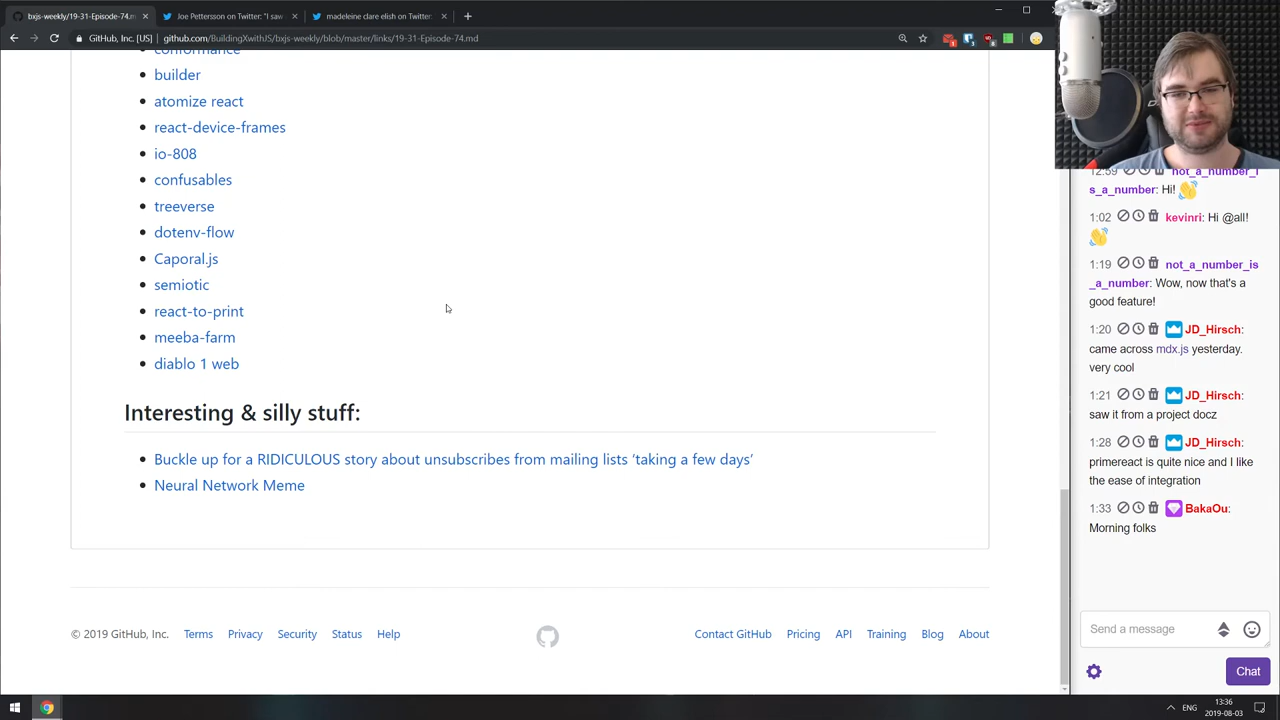 bxjs-weekly/19-31-Episode-74.m
Joe Pettersson on Twitter: "I saw
madeleine clare elish on Twitter:
GitHub, Inc. [US]
github.com/BuildingXwithJS/bxjs-weekly/blob/master/links/19-31-Episode-74.md
conformance
builder
atomize react
react-device-frames
io-808
confusables
treeverse
dotenv-flow
Caporal.js
semiotic
react-to-print
meeba-farm
diablo 1 web
Interesting & silly stuff:
Buckle up for a RIDICULOUS story about unsubscribes from mailing lists ‘taking a few days’
Neural Network Meme
© 2019 GitHub, Inc. Terms Privacy Security Status Help
Contact GitHub Pricing API Training Blog About
12:59 not_a_number_i
s_a_number: Hi!
1:02 kevinri: Hi @all!
1:19 not_a_number_is
_a_number: Wow, now that's a
good feature!
1:20 JD_Hirsch:
came across mdx.js yesterday.
very cool
1:21 JD_Hirsch:
saw it from a project docz
1:28 JD_Hirsch:
primereact is quite nice and I like
the ease of integration
1:33 BakaOu:
Morning folks
Send a message
Chat
ENG
13:36
2019-08-03